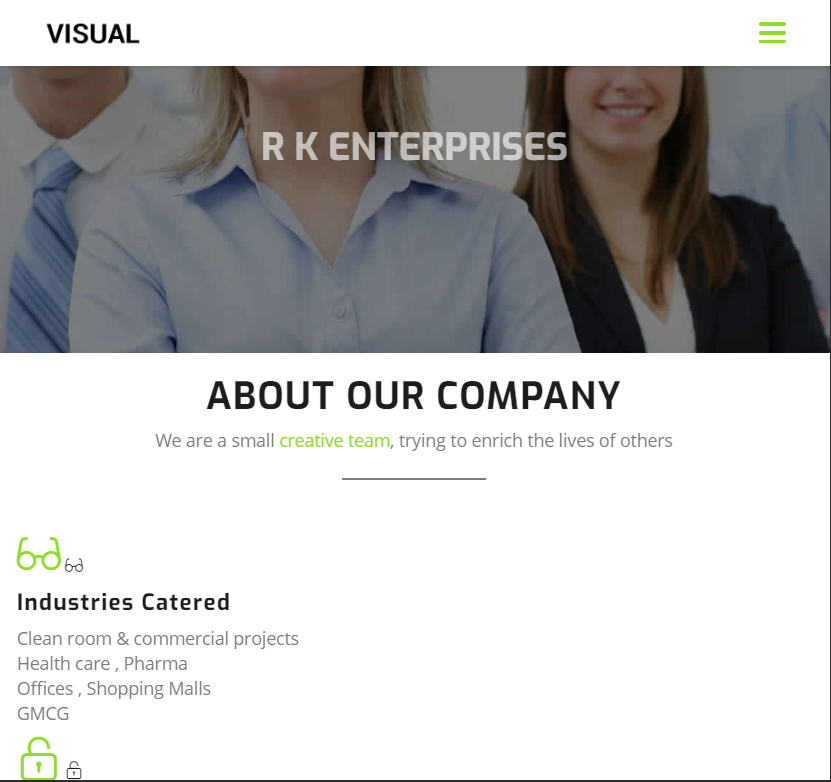 VISUAL
R K ENTERPRISES
ABOUT OUR COMPANY
We are a small creative team, trying to enrich the lives of others
Industries Catered
Clean room & commercial projects
Health care , Pharma
Offices , Shopping Malls
GMCG